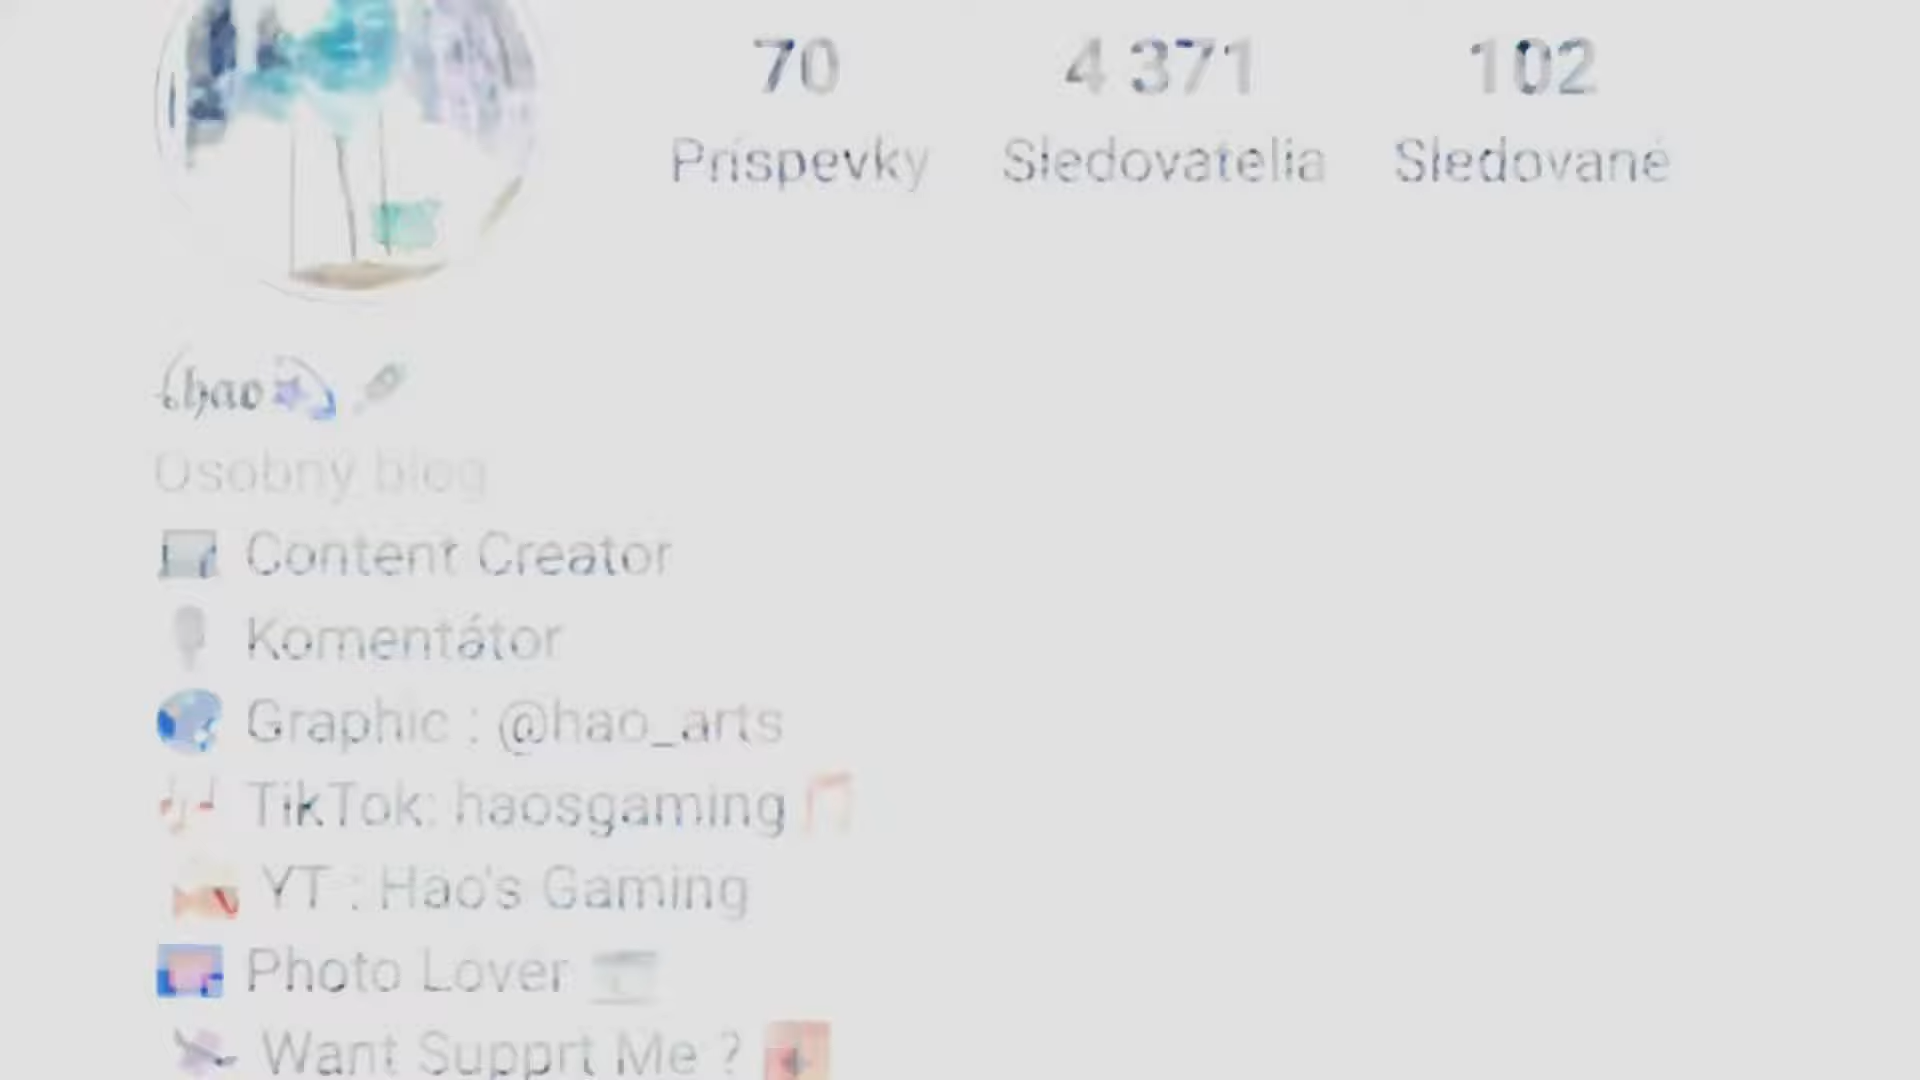 70 4 371 102
Príspevky Sledovatelia Sledované
hao
Osobný blog
Content Creator
Komentátor
Graphic : @hao_arts
TikTok: haosgaming
YT : Hao's Gaming
Photo Lover
Want Supprt Me ?